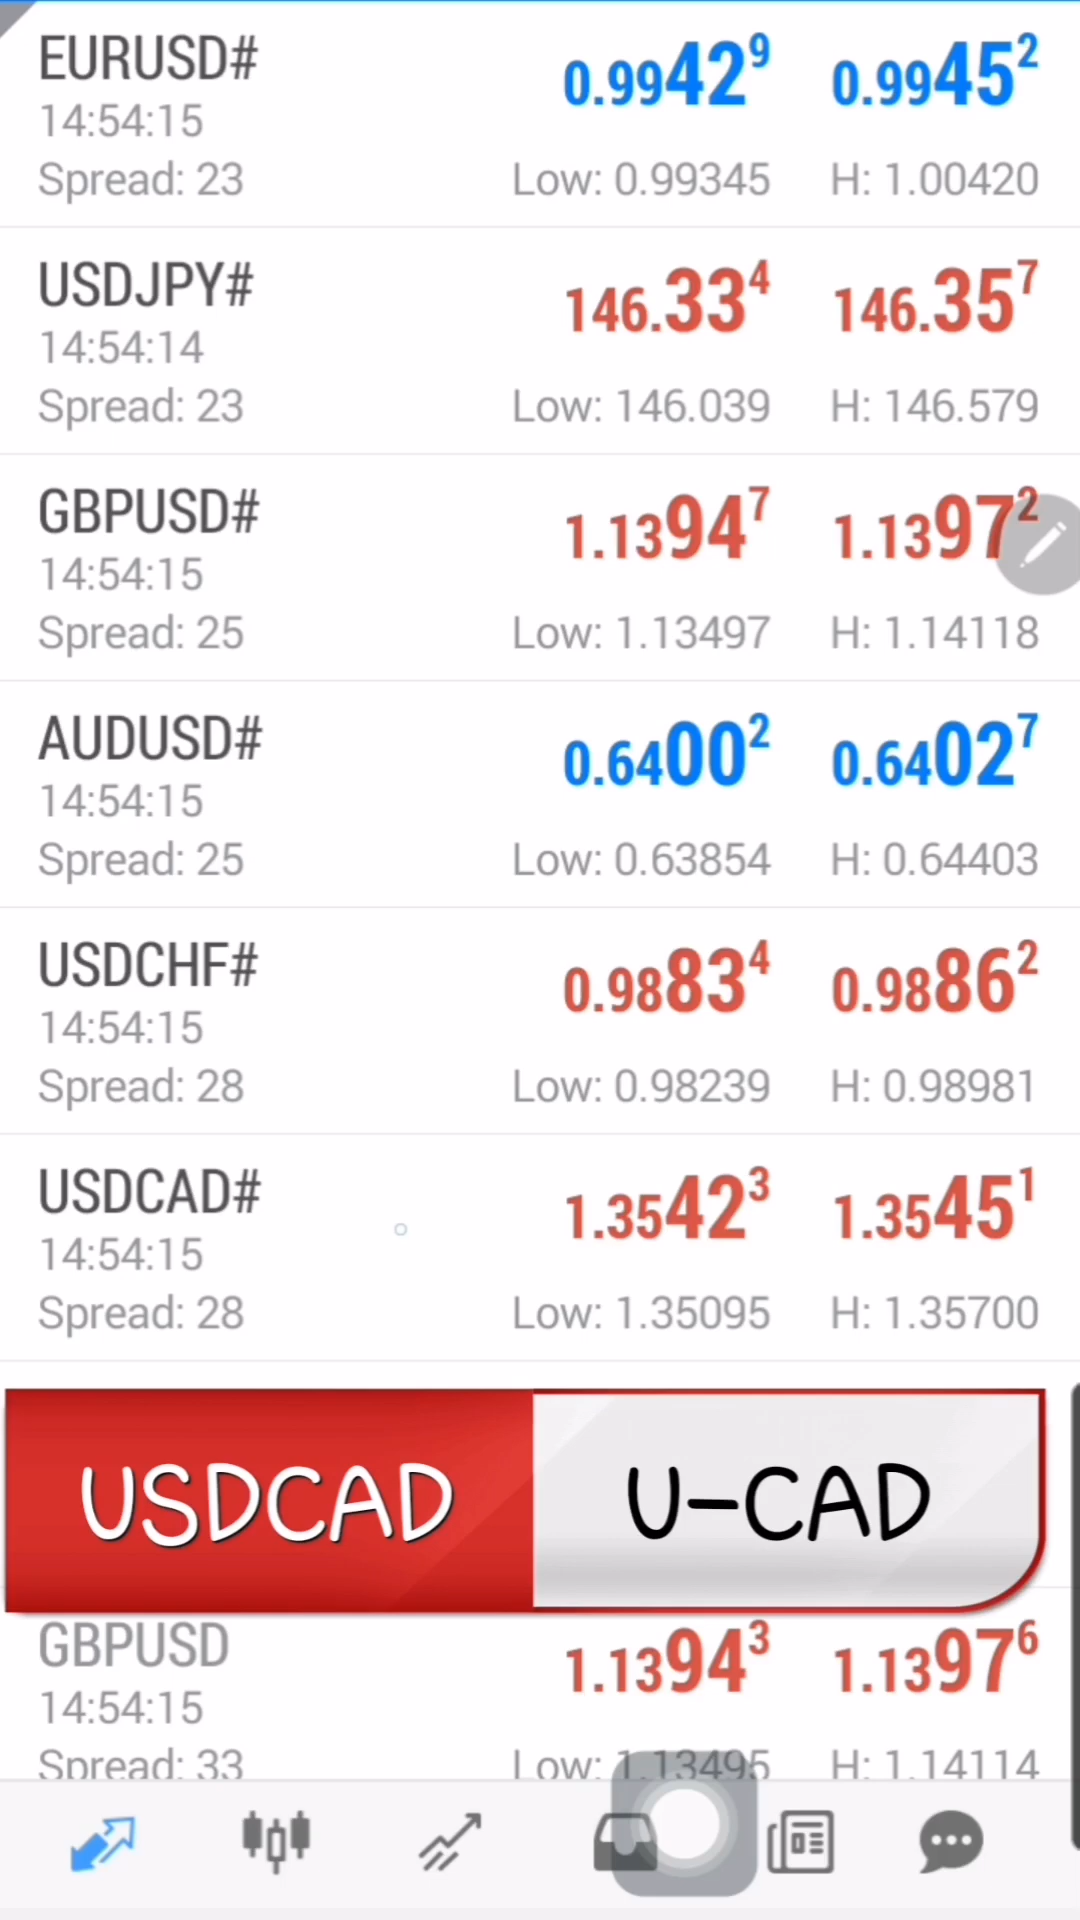 EURUSD# 0.99429 0.99452
14:54:15
Spread: 23 Low: 0.99345 H: 1.00420
USDJPY# 146.334 146.357
14:54:14
Spread: 23 Low: 146.039 H: 146.579
GBPUSD# 1.13947 1.13972
14:54:15
Spread: 25 Low: 1.13497 H: 1.14118
AUDUSD# 0.64002 0.64027
14:54:15
Spread: 25 Low: 0.63854 H: 0.64403
USDCHF# 0.98834 0.98862
14:54:15
Spread: 28 Low: 0.98239 H: 0.98981
USDCAD# 1.35423 1.35451
14:54:15
Spread: 28 Low: 1.35095 H: 1.35700
USDCAD U-CAD
GBPUSD 1.13943 1.13976
14:54:15
Spread: 33 Low: 1.13495 H: 1.14114